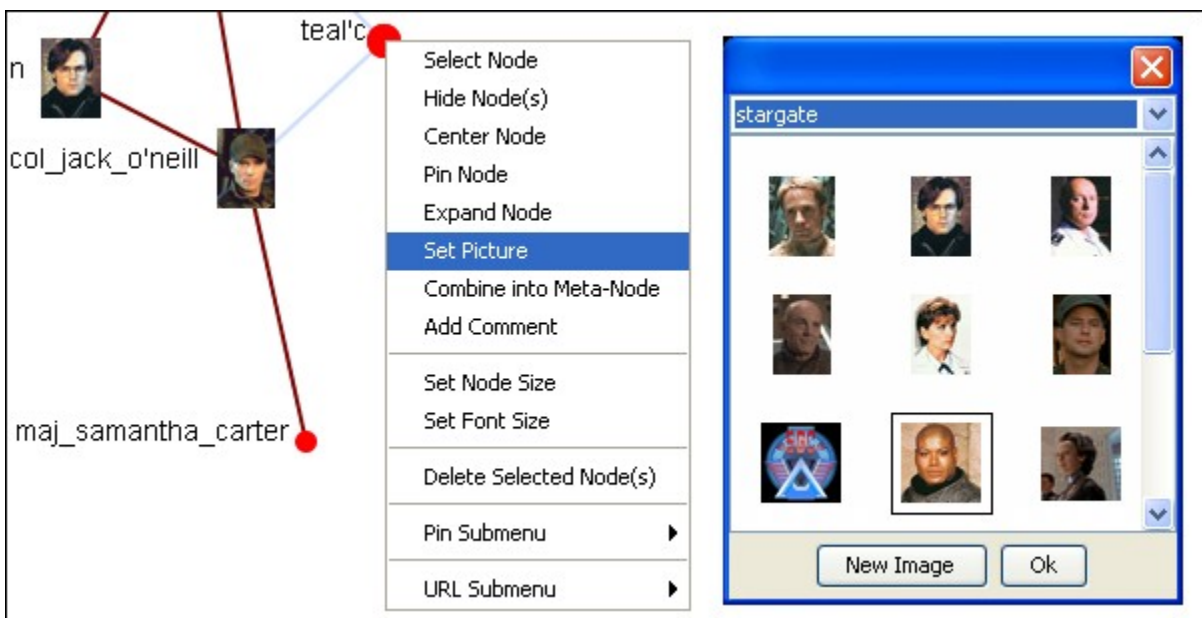 teal'c
n
col_jack_o'neill
maj_samantha_carter
Select Node
Hide Node(s)
Center Node
Pin Node
Expand Node
Set Picture
Combine into Meta-Node
Add Comment
Set Node Size
Set Font Size
Delete Selected Node(s)
Pin Submenu
URL Submenu
stargate
SGC
New Image
Ok